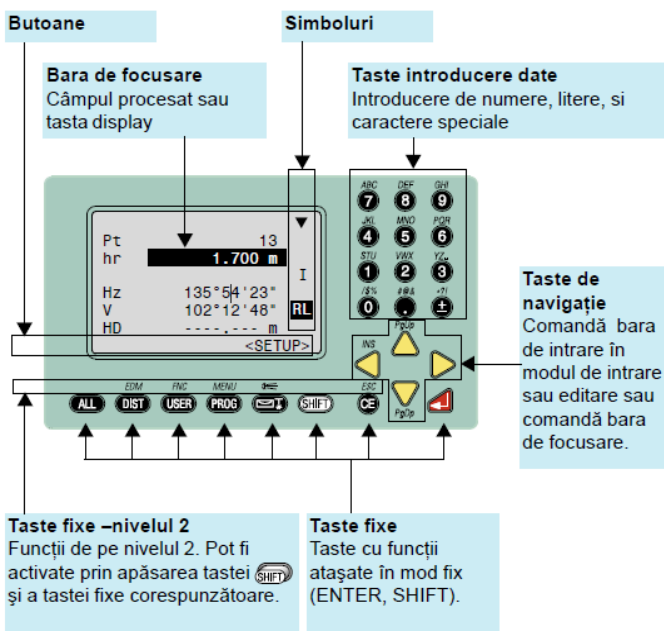 Butoane
Simboluri
Bara de focusare
Câmpul procesat sau
tasta display
Taste introducere date
Introducere de numere, litere, si
caractere speciale
ABC DEF GHI
7 8 9
JKL MNO PQR
4 5 6
STU VWX YZ␣
1 2 3
/$% #@& *?!
0 . ±
Pt 13
hr 1.700 m
I
Hz 135°54'23"
V 102°12'48"
RL
HD ----.--- m
<SETUP>
INS PgUp
EDM FNC MENU ESC
ALL DIST USER PROG SHIFT CE
PgDp
Taste de
navigație
Comandă bara
de intrare în
modul de intrare
sau editare sau
comandă bara
de focusare.
Taste fixe –nivelul 2
Funcții de pe nivelul 2. Pot fi
activate prin apăsarea tastei SHIFT
şi a tastei fixe corespunzătoare.
Taste fixe
Taste cu funcții
ataşate în mod fix
(ENTER, SHIFT).